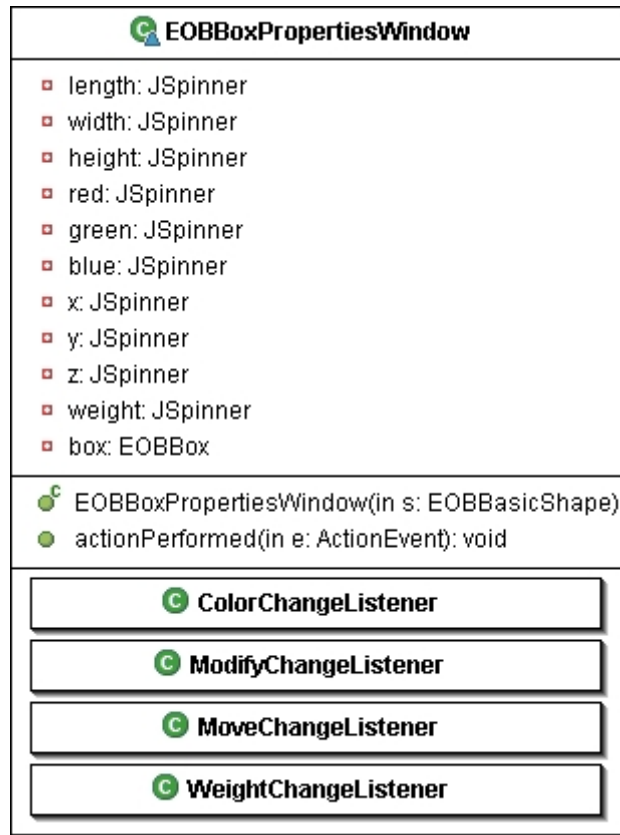 EOBBoxPropertiesWindow
length: JSpinner
width: JSpinner
height: JSpinner
red: JSpinner
green: JSpinner
blue: JSpinner
x: JSpinner
y: JSpinner
z: JSpinner
weight: JSpinner
box: EOBBox
EOBBoxPropertiesWindow(in s: EOBBasicShape)
actionPerformed(in e: ActionEvent): void
ColorChangeListener
ModifyChangeListener
MoveChangeListener
WeightChangeListener